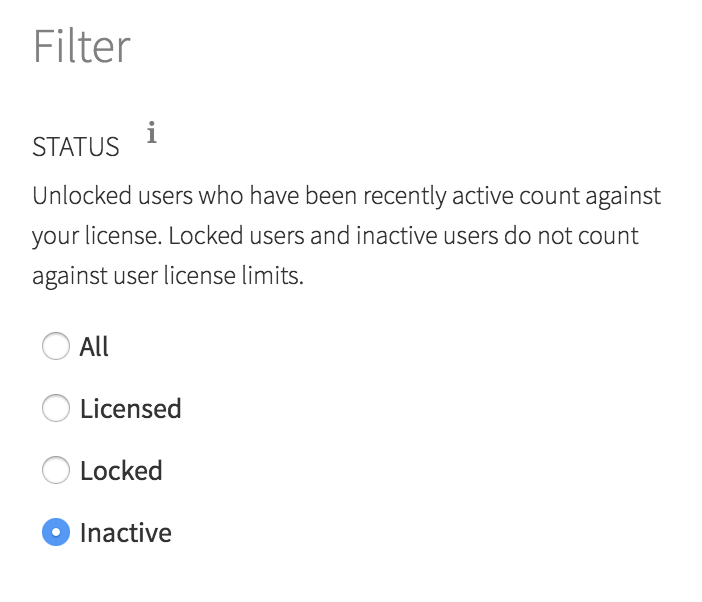 Filter
STATUS i
Unlocked users who have been recently active count against
your license. Locked users and inactive users do not count
against user license limits.
All
Licensed
Locked
Inactive